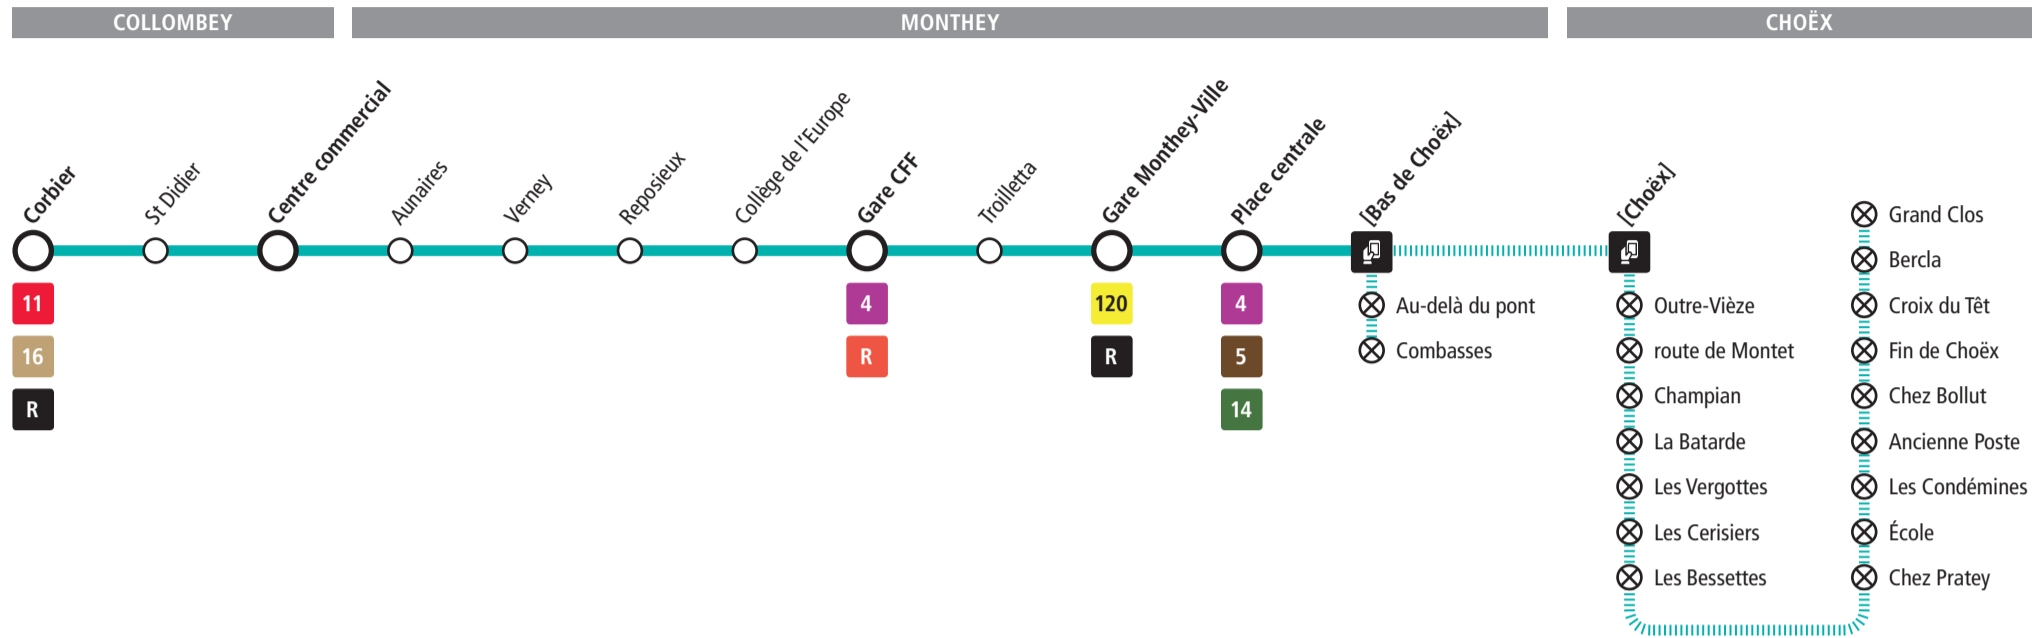 COLLOMBEY
MONTHEY
CHOËX
Corbier
St Didier
Centre commercial
Aunaires
Verney
Reposieux
Collège de l'Europe
Gare CFF
Troilletta
Gare Monthey-Ville
Place centrale
[Bas de Choëx]
[Choëx]
11
16
R
4
R
120
R
4
5
14
Au-delà du pont
Combasses
Outre-Vièze
route de Montet
Champian
La Batarde
Les Vergottes
Les Cerisiers
Les Bessettes
Grand Clos
Bercla
Croix du Têt
Fin de Choëx
Chez Bollut
Ancienne Poste
Les Condémines
École
Chez Pratey